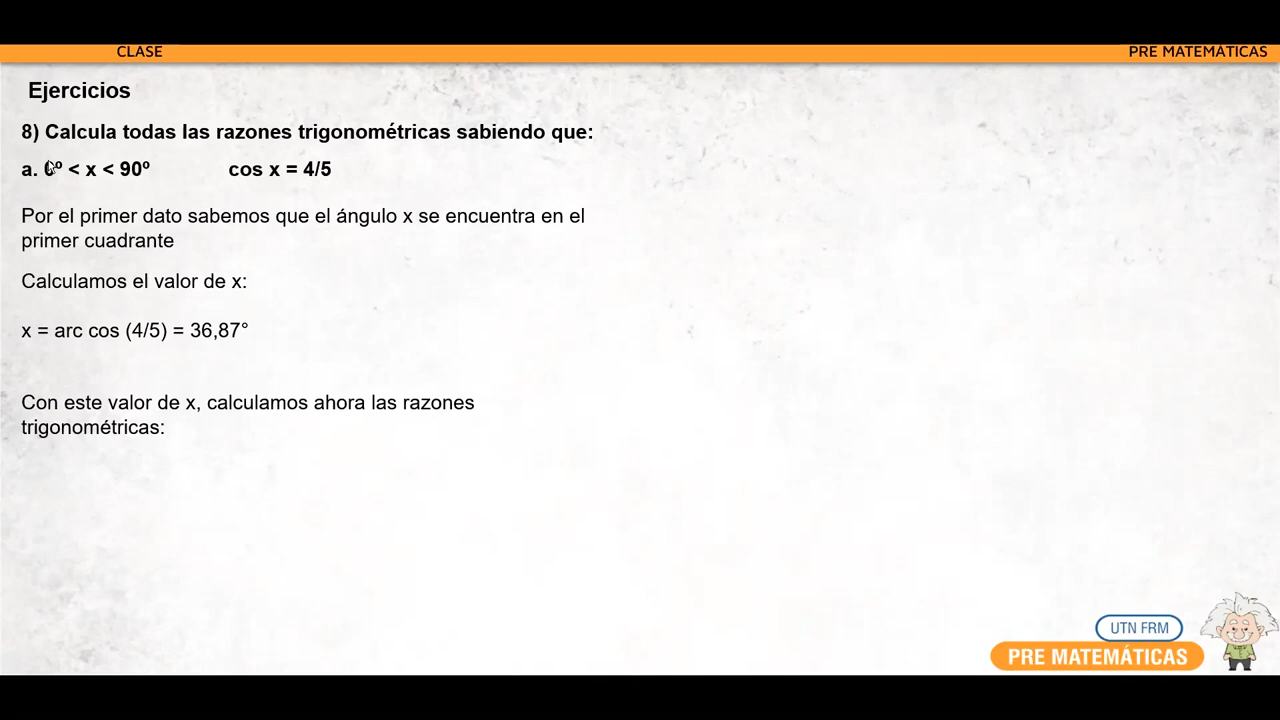 CLASE
PRE MATEMÁTICAS
Ejercicios
8) Calcula todas las razones trigonométricas sabiendo que:
a. 0º < x < 90º cos x = 4/5
Por el primer dato sabemos que el ángulo x se encuentra en el
primer cuadrante
Calculamos el valor de x:
x = arc cos (4/5) = 36,87°
Con este valor de x, calculamos ahora las razones
trigonométricas:
UTN FRM
PRE MATEMÁTICAS